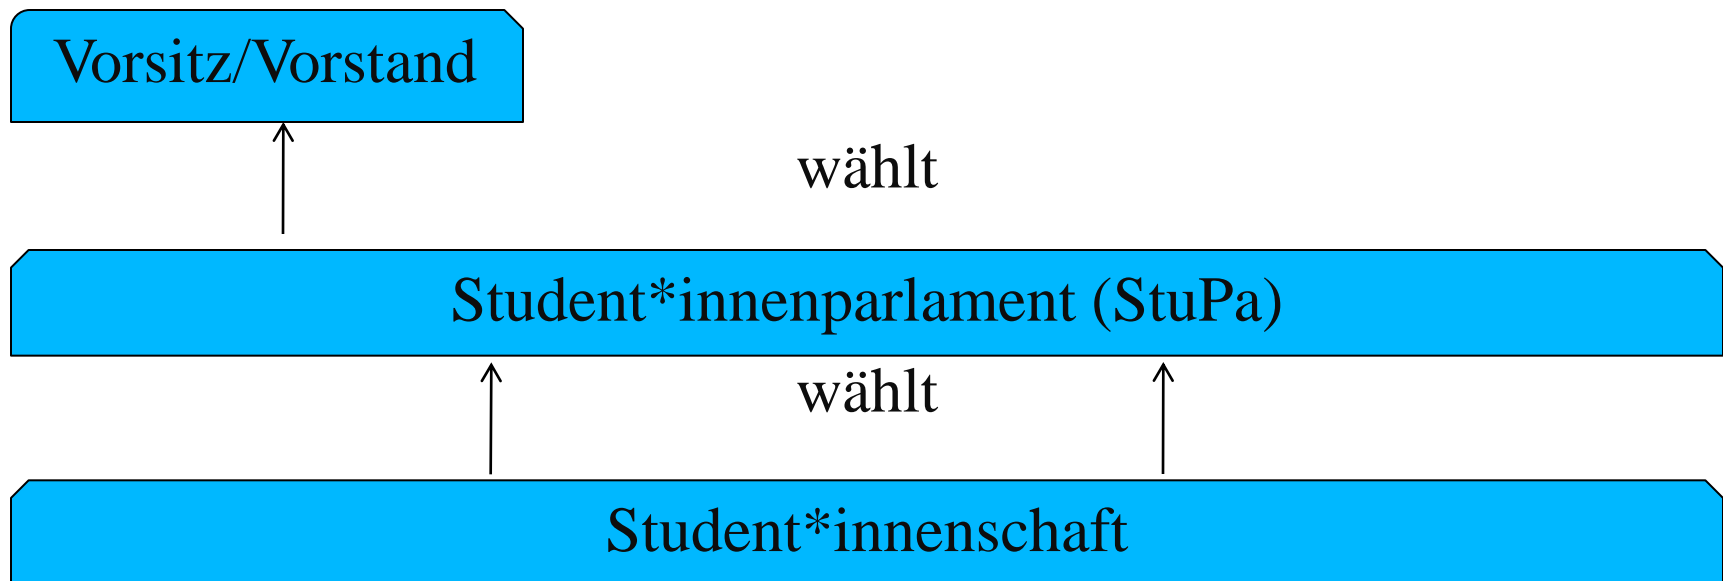 Vorsitz/Vorstand
wählt
Student*innenparlament (StuPa)
wählt
Student*innenschaft